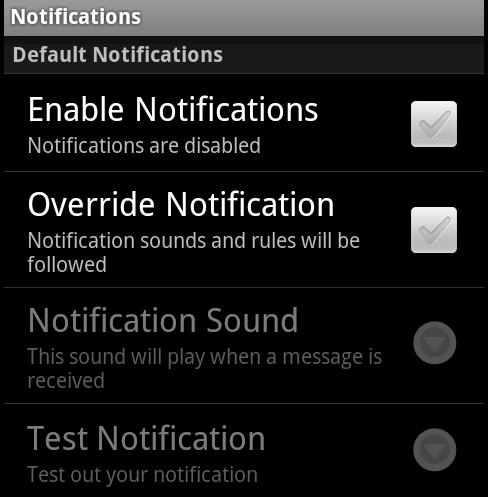 Notifications
Default Notifications
Enable Notifications
Notifications are disabled
Override Notification
Notification sounds and rules will be
followed
Notification Sound
This sound will play when a message is
received
Test Notification
Test out your notification